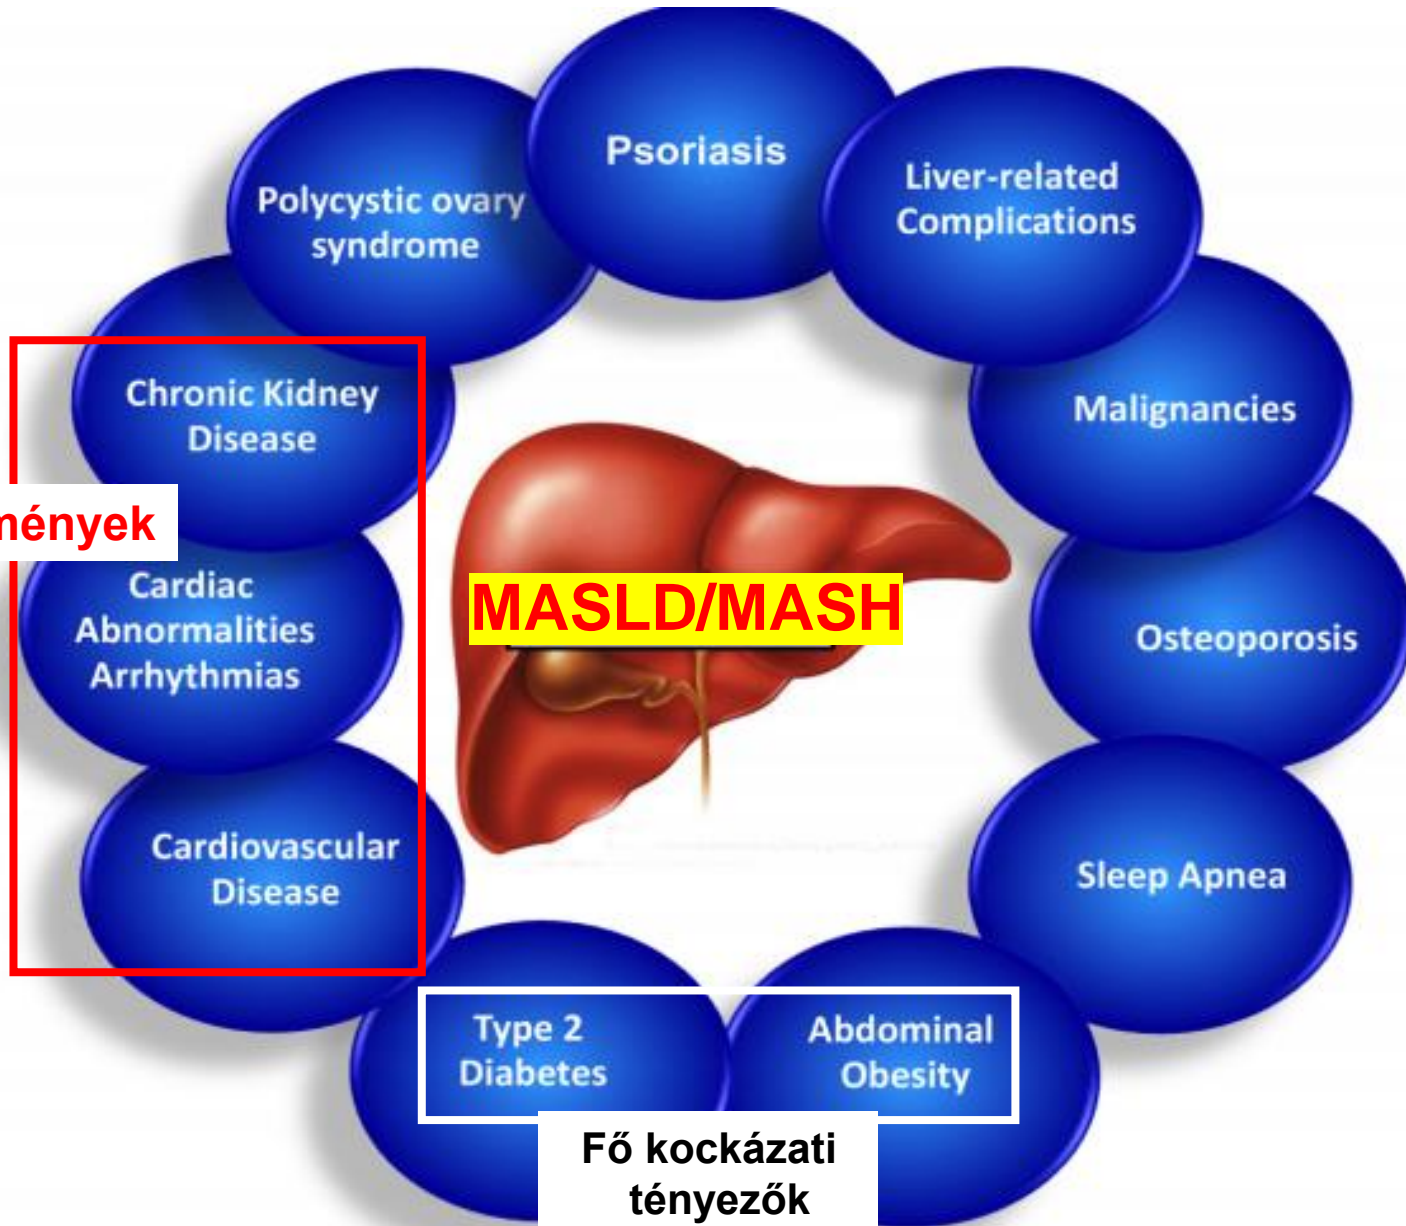 Psoriasis
Polycystic ovary
syndrome
Liver-related
Complications
Chronic Kidney
Disease
Malignancies
mények
Cardiac
Abnormalities
Arrhythmias
MASLD/MASH
Osteoporosis
Cardiovascular
Disease
Sleep Apnea
Type 2
Diabetes
Abdominal
Obesity
Fő kockázati
tényezők